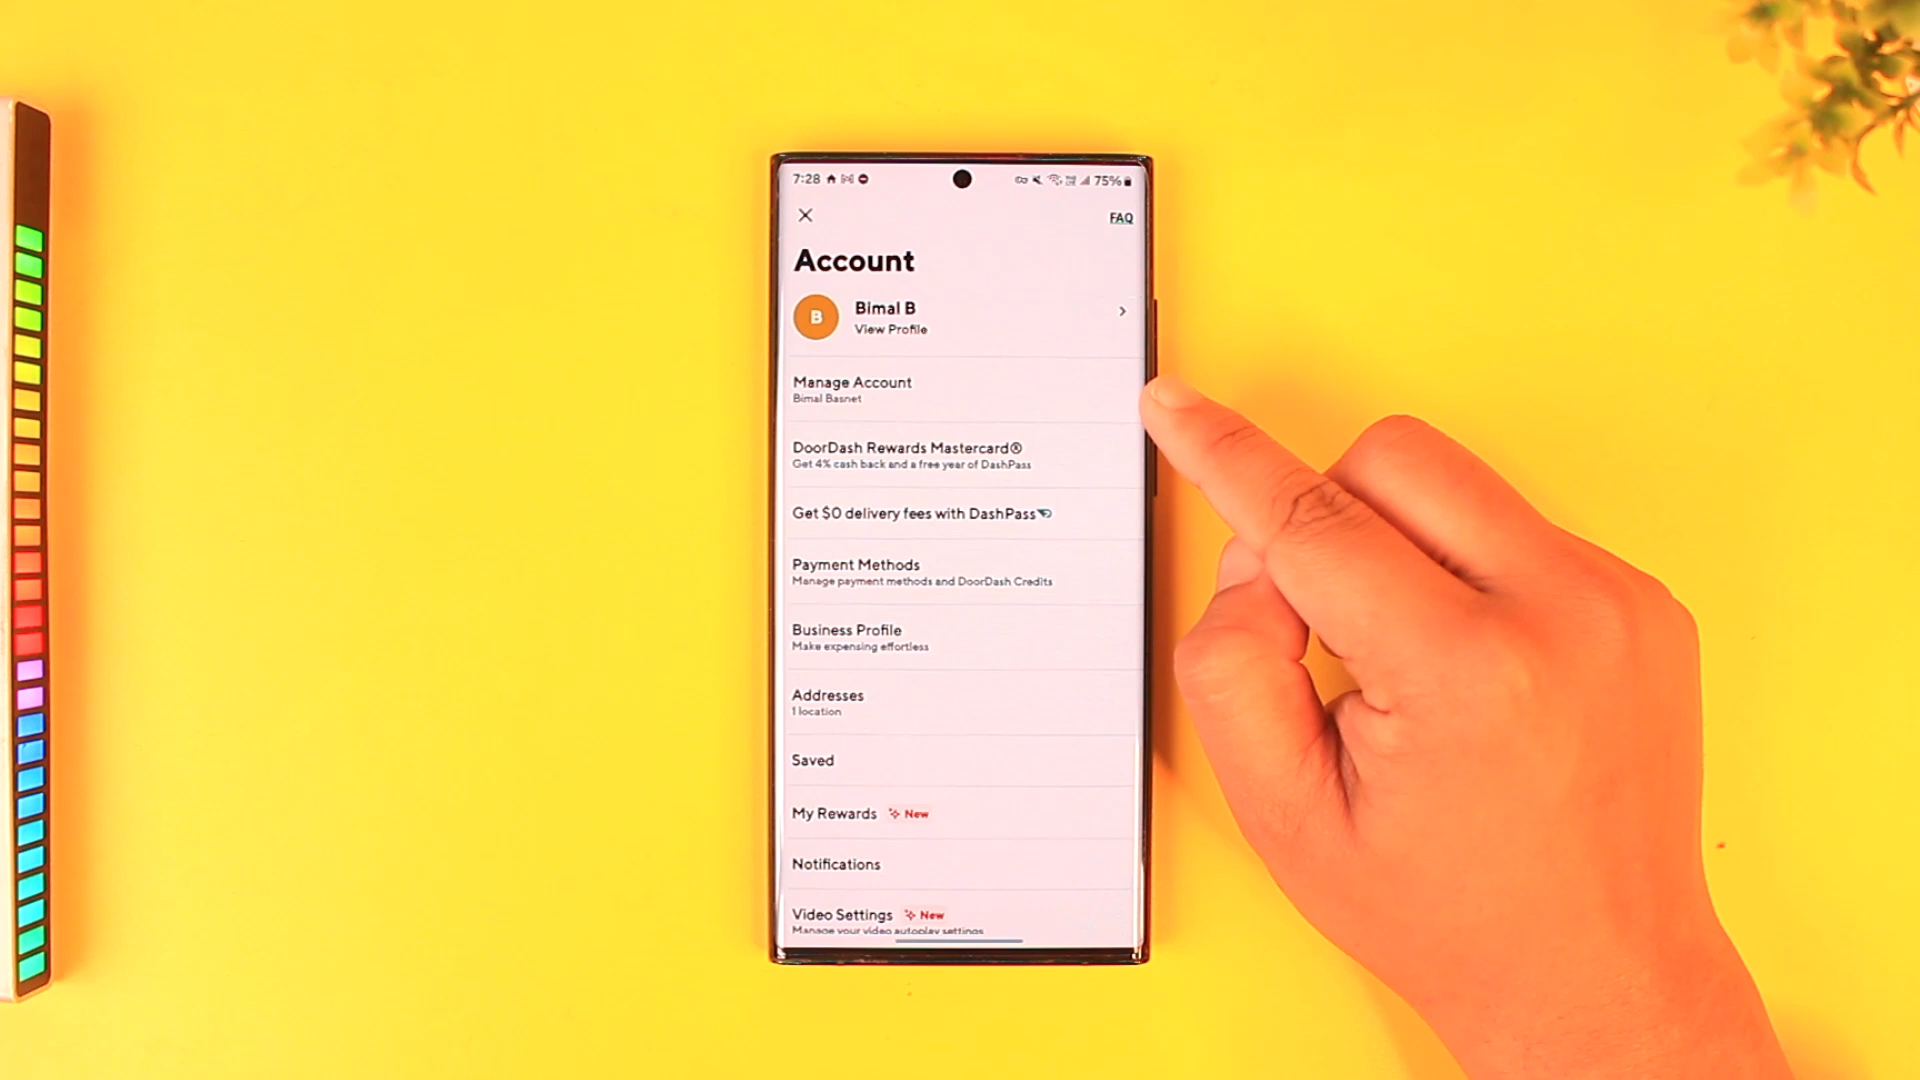 7:28
75%
FAQ
Account
B
Bimal B
View Profile
Manage Account
Bimal Basnet
DoorDash Rewards Mastercard®
Get 4% cash back and a free year of DashPass
Get $0 delivery fees with DashPass
Payment Methods
Manage payment methods and DoorDash Credits
Business Profile
Make expensing effortless
Addresses
1 location
Saved
My Rewards New
Notifications
Video Settings New
Manage your video autoplay settings